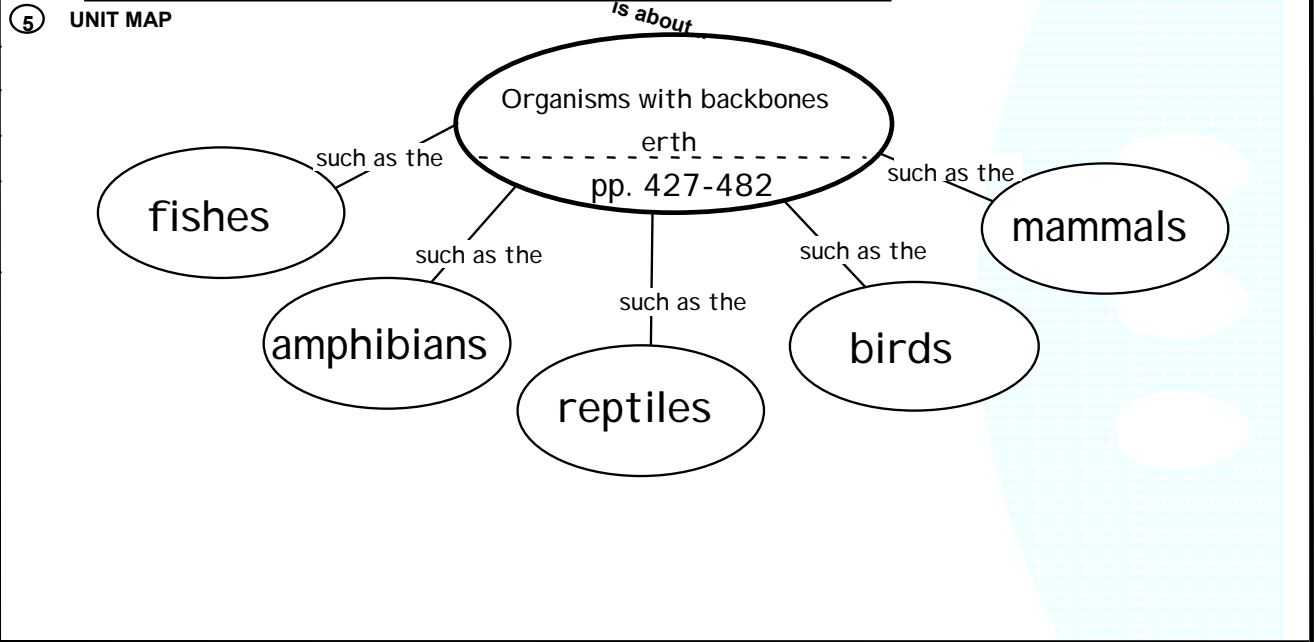 5 UNIT MAP
is about...
Organisms with backbones
erth
pp. 427-482
such as the
fishes
such as the
amphibians
such as the
reptiles
such as the
birds
such as the
mammals